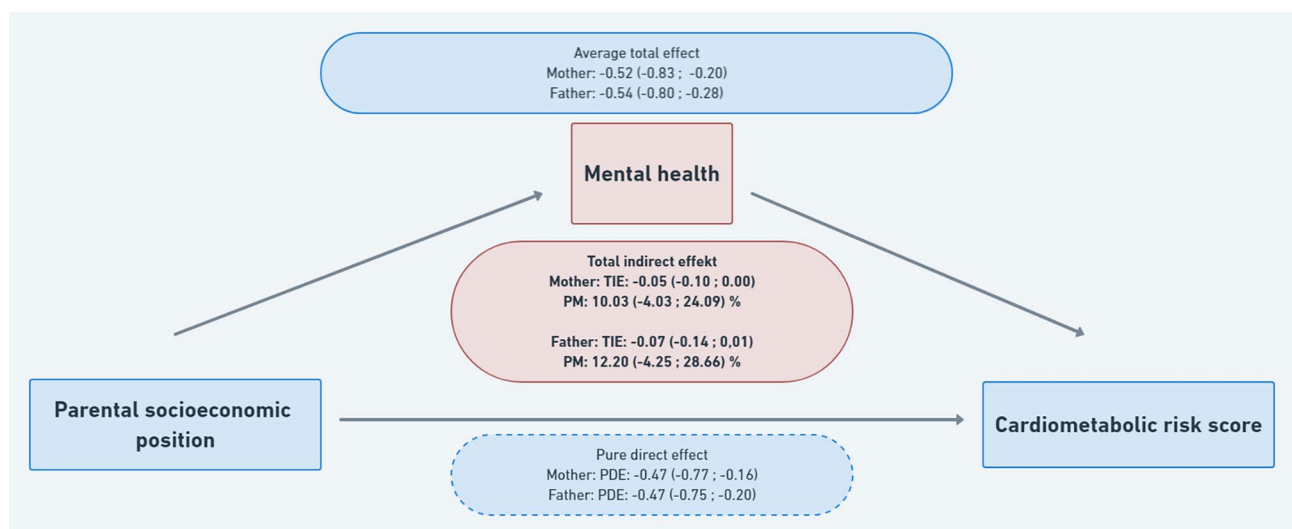 Average total effect
Mother: -0.52 (-0.83 ;  -0.20)
Father: -0.54 (-0.80 ; -0.28)
Mental health
Total indirect effekt
Mother: TIE: -0.05 (-0.10 ; 0.00)
PM: 10.03 (-4.03 ; 24.09) %
Father: TIE: -0.07 (-0.14 ; 0,01)
PM: 12.20 (-4.25 ; 28.66) %
Parental socioeconomic
position
Cardiometabolic risk score
Pure direct effect
Mother: PDE: -0.47 (-0.77 ; -0.16)
Father: PDE: -0.47 (-0.75 ; -0.20)